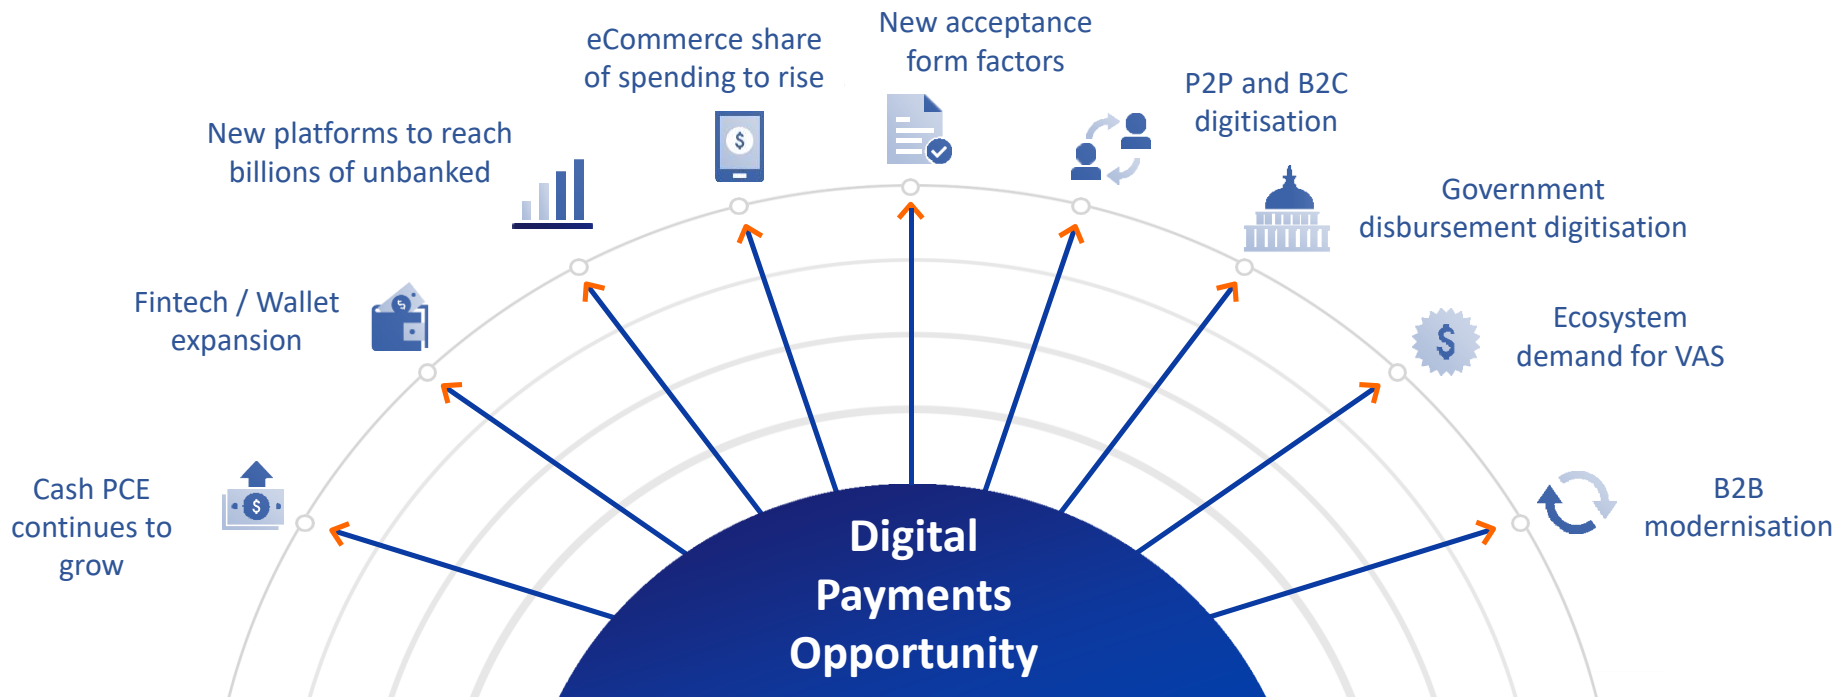 Cash PCE
continues to
grow
Fintech / Wallet
expansion
New platforms to reach
billions of unbanked
eCommerce share
of spending to rise
New acceptance
form factors
P2P and B2C
digitisation
Government
disbursement digitisation
Ecosystem
demand for VAS
B2B
modernisation
Digital
Payments
Opportunity